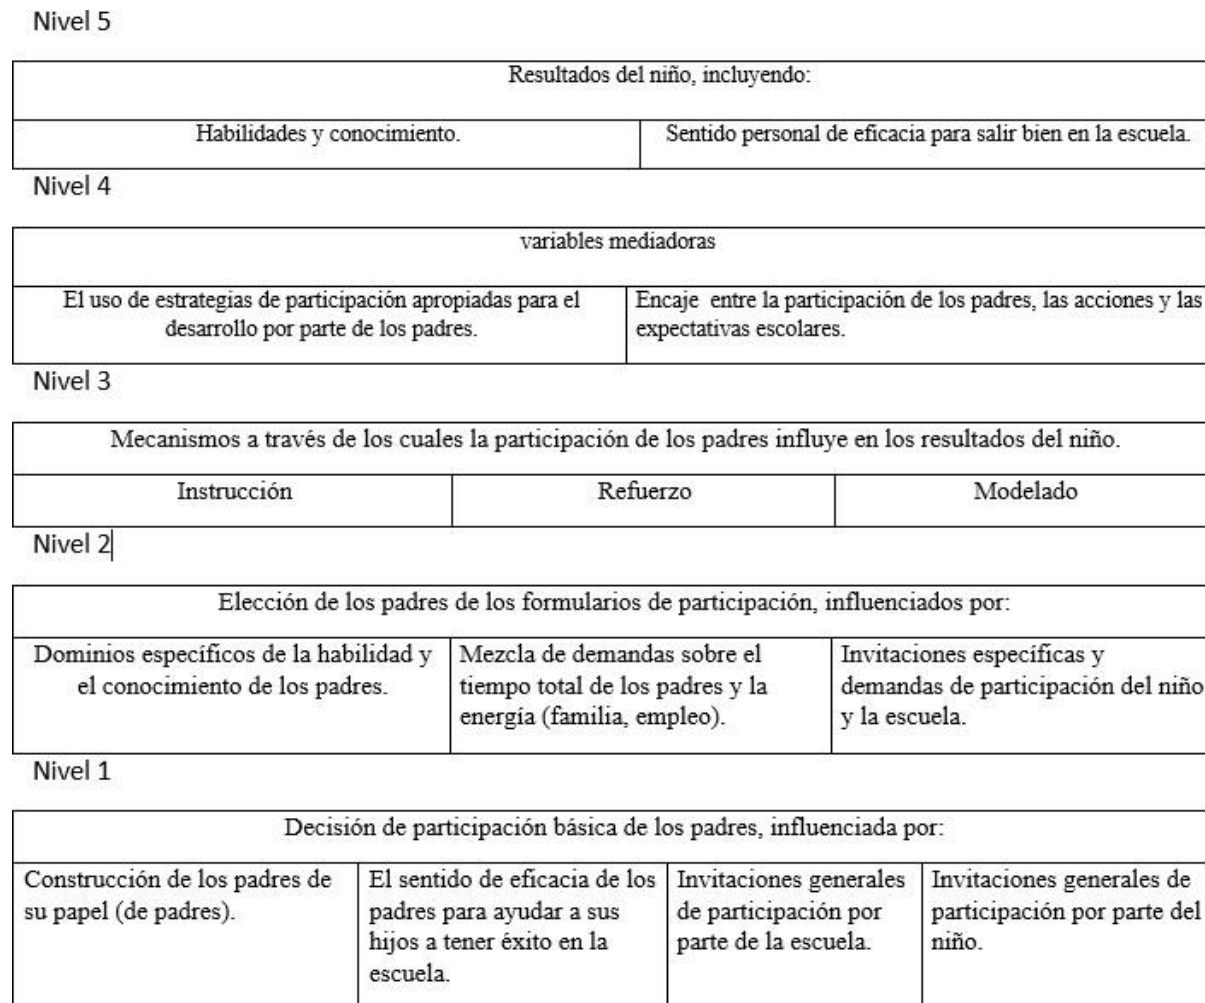 Nivel 5
Resultados del niño, incluyendo:
Habilidades y conocimiento.
Sentido personal de eficacia para salir bien en la escuela.
Nivel 4
variables mediadoras
El uso de estrategias de participación apropiadas para el
desarrollo por parte de los padres.
Encaje entre la participación de los padres, las acciones y las
expectativas escolares.
Nivel 3
Mecanismos a través de los cuales la participación de los padres influye en los resultados del niño.
Instrucción
Refuerzo
Modelado
Nivel 2
Elección de los padres de los formularios de participación, influenciados por:
Dominios específicos de la habilidad y
el conocimiento de los padres.
Mezcla de demandas sobre el
tiempo total de los padres y la
energía (familia, empleo).
Invitaciones específicas y
demandas de participación del niño
y la escuela.
Nivel 1
Decisión de participación básica de los padres, influenciada por:
Construcción de los padres de
su papel (de padres).
El sentido de eficacia de los
padres para ayudar a sus
hijos a tener éxito en la
escuela.
Invitaciones generales
de participación por
parte de la escuela.
Invitaciones generales de
participación por parte del
niño.